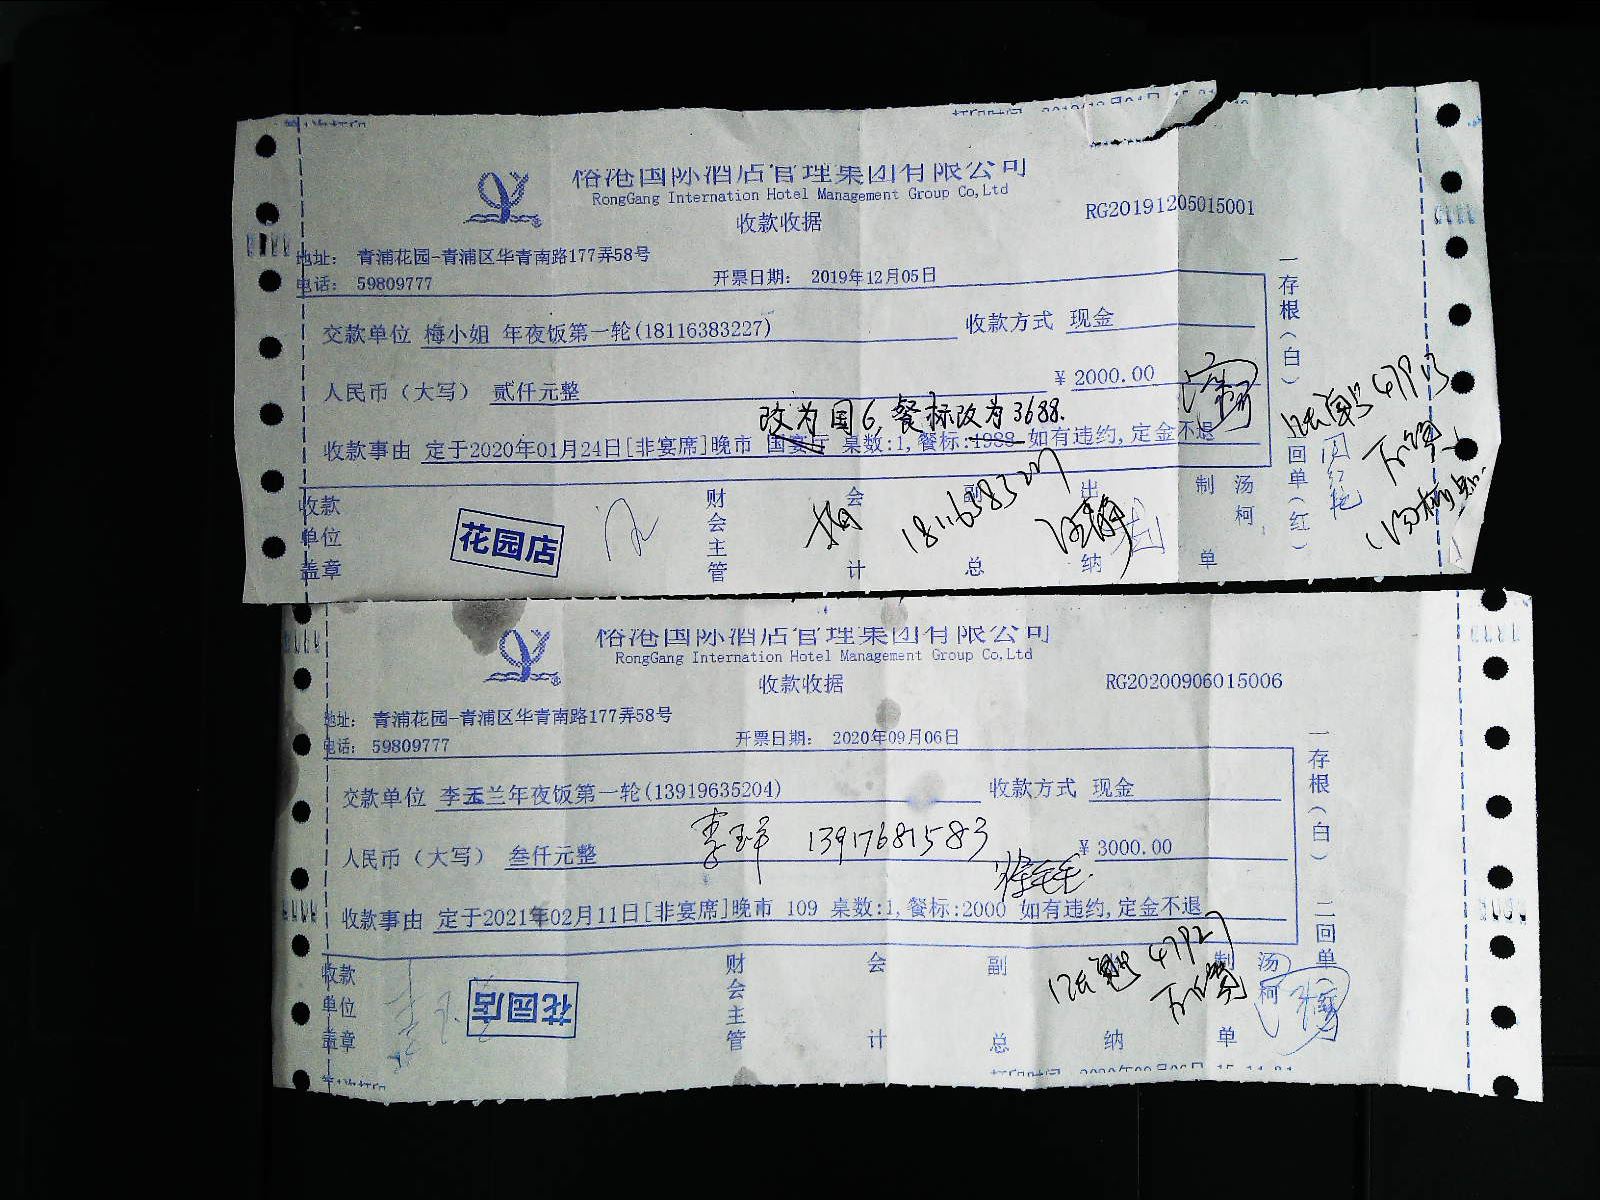 裕港国际酒店管理集团有限公司
RongGang Internation Hotel Management Group Co,Ltd
收款收据
RG20191205015001
地址: 青浦花园-青浦区华青南路177弄58号
电话: 59809777
开票日期: 2019年12月05日
交款单位 梅小姐 年夜饭第一轮(18116383227)
收款方式 现金
人民币(大写) 贰仟元整
¥ 2000.00
改为国6,餐标改为3688.
收款事由 定于2020年01月24日[非宴席]晚市 国宴厅 桌数:1,餐标:1988 如有违约,定金不退
一存根(白) 二回单(红)
收款单位盖章
花园店
财会主管
会计
副总
出纳
制单
汤柯
18116383227
裕港国际酒店管理集团有限公司
RongGang Internation Hotel Management Group Co,Ltd
收款收据
RG20200906015006
地址: 青浦花园-青浦区华青南路177弄58号
电话: 59809777
开票日期: 2020年09月06日
交款单位 李玉兰年夜饭第一轮(13919635204)
收款方式 现金
13917681583
人民币(大写) 叁仟元整
¥ 3000.00
收款事由 定于2021年02月11日[非宴席]晚市 109 桌数:1,餐标:2000 如有违约,定金不退
一存根(白) 二回单
收款单位盖章
花园店
财会主管
会计
副总
纳
制单
汤柯